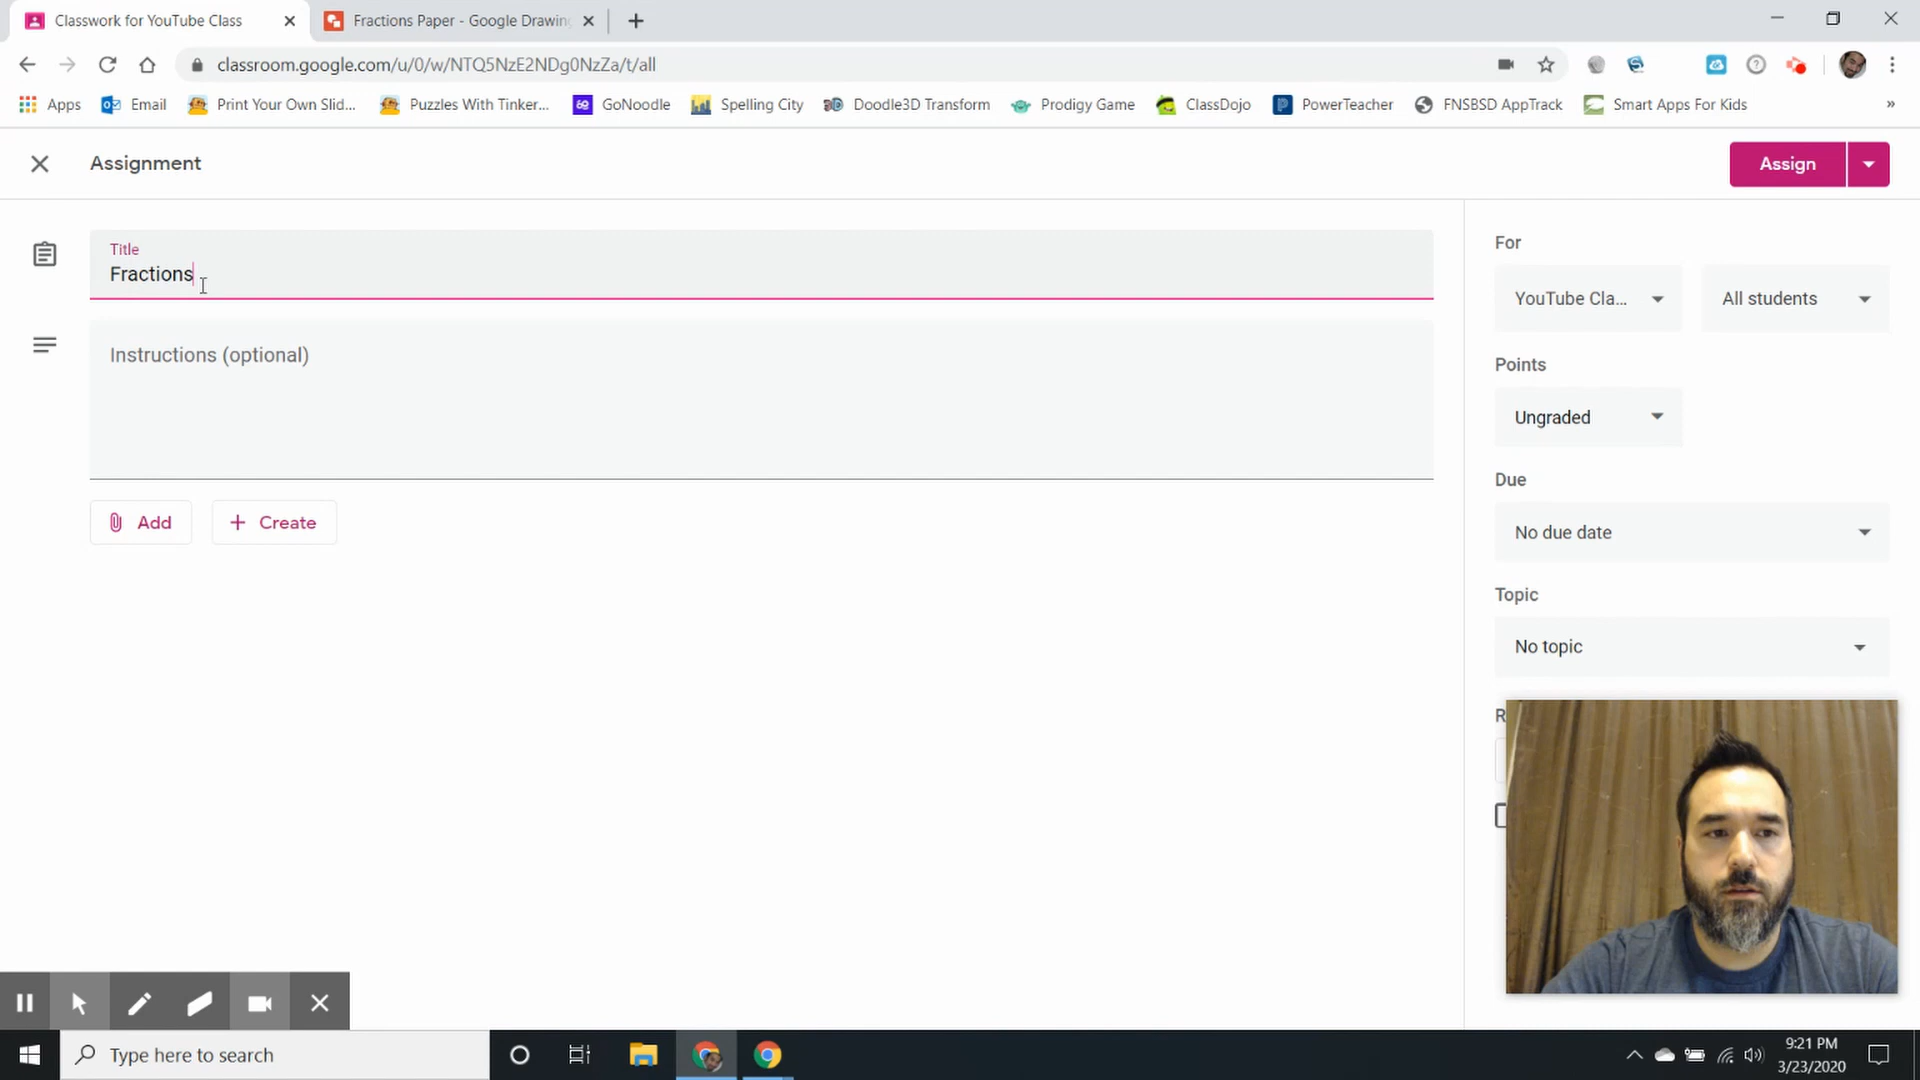 Classwork for YouTube Class
Fractions Paper - Google Drawin
classroom.google.com/u/0/w/NTQ5NzE2NDg0NzZa/t/all
Apps Email Print Your Own Slid... Puzzles With Tinker... GoNoodle Spelling City Doodle3D Transform Prodigy Game ClassDojo PowerTeacher FNSBSD AppTrack Smart Apps For Kids »
Assignment
Assign
Title
Fractions
Instructions (optional)
Add
Create
For
YouTube Cla...
All students
Points
Ungraded
Due
No due date
Topic
No topic
R
Type here to search
9:21 PM
3/23/2020